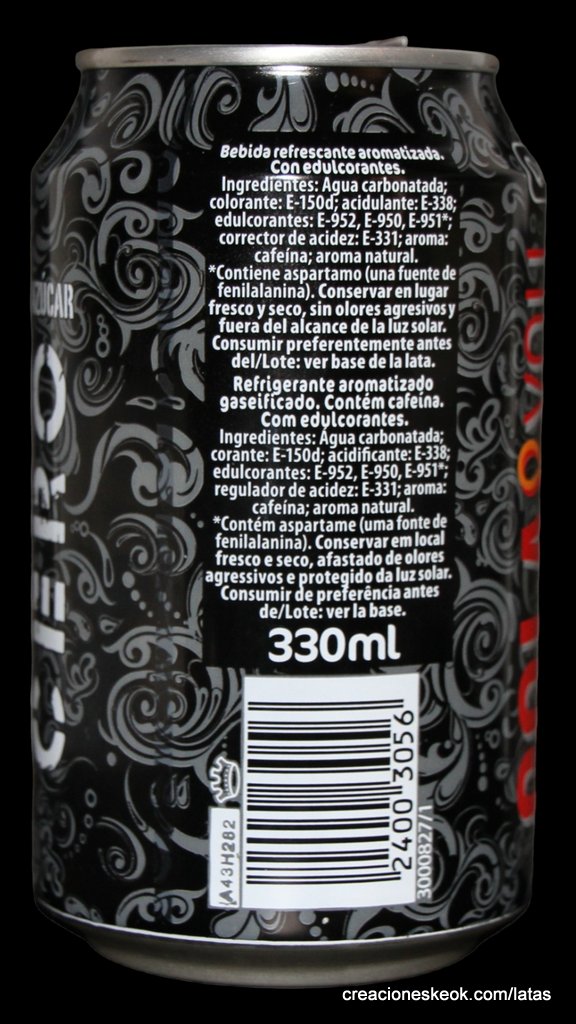 Bebida refrescante aromatizada.
Con edulcorantes.
Ingredientes: Agua carbonatada;
colorante: E-150d; acidulante: E-338;
edulcorantes: E-952, E-950, E-951*;
corrector de acidez: E-331; aroma:
cafeína; aroma natural.
*Contiene aspartamo (una fuente de
fenilalanina). Conservar en lugar
fresco y seco, sin olores agresivos y
fuera del alcance de la luz solar.
Consumir preferentemente antes
del/Lote: ver base de la lata.
Refrigerante aromatizado
gaseificado. Contém cafeína.
Com edulcorantes.
Ingredientes: Água carbonatada;
corante: E-150d; acidificante: E-338;
edulcorantes: E-952, E-950, E-951*;
regulador de acidez: E-331; aroma:
cafeína; aroma natural.
*Contém aspartame (uma fonte de
fenilalanina). Conservar em local
fresco e seco, afastado de olores
agressivos e protegido da luz solar.
Consumir de preferência antes
de/Lote: ver la base.
330ml
2400 3056
3000827/1
IA43H282
CERO
creacioneskeok.com/latas